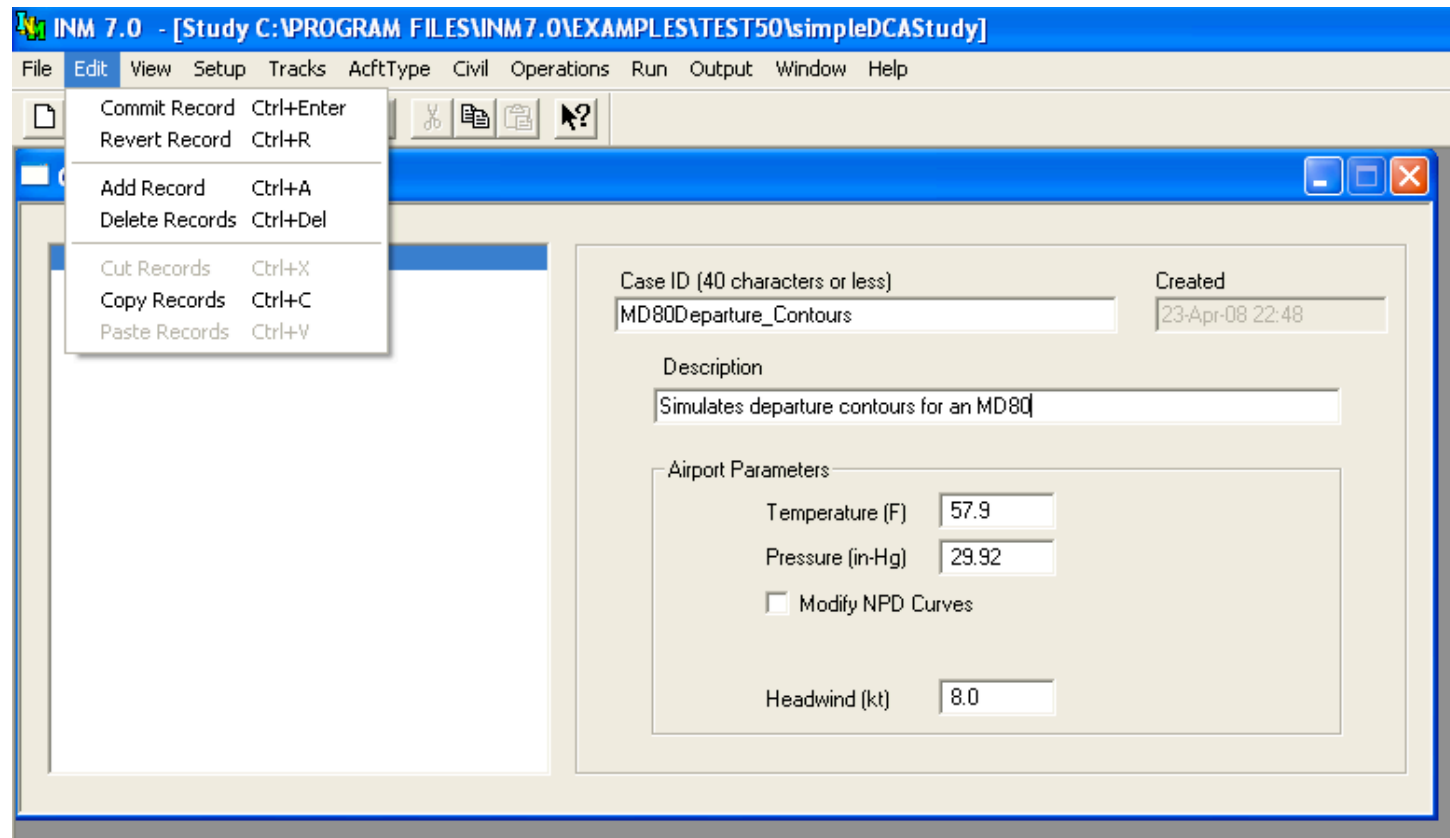 INM 7.0 - [Study C:\PROGRAM FILES\INM7.0\EXAMPLES\TEST50\simpleDCAStudy]
File Edit View Setup Tracks AcftType Civil Operations Run Output Window Help
Commit Record Ctrl+Enter
Revert Record Ctrl+R
Add Record Ctrl+A
Delete Records Ctrl+Del
Cut Records Ctrl+X
Copy Records Ctrl+C
Paste Records Ctrl+V
Case ID (40 characters or less) Created
MD80Departure_Contours 23-Apr-08 22:48
Description
Simulates departure contours for an MD80
Airport Parameters
Temperature (F) 57.9
Pressure (in-Hg) 29.92
Modify NPD Curves
Headwind (kt) 8.0